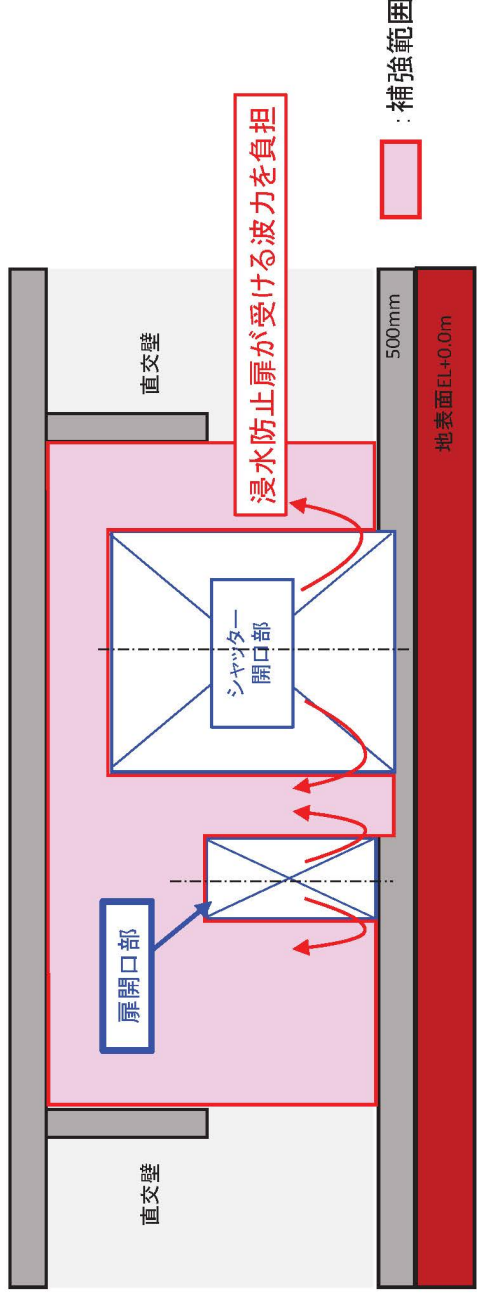 直交壁
直交壁
扉開口部
シャッター
開口部
浸水防止扉が受ける波力を負担
500mm
地表面EL+0.0m
:補強範囲